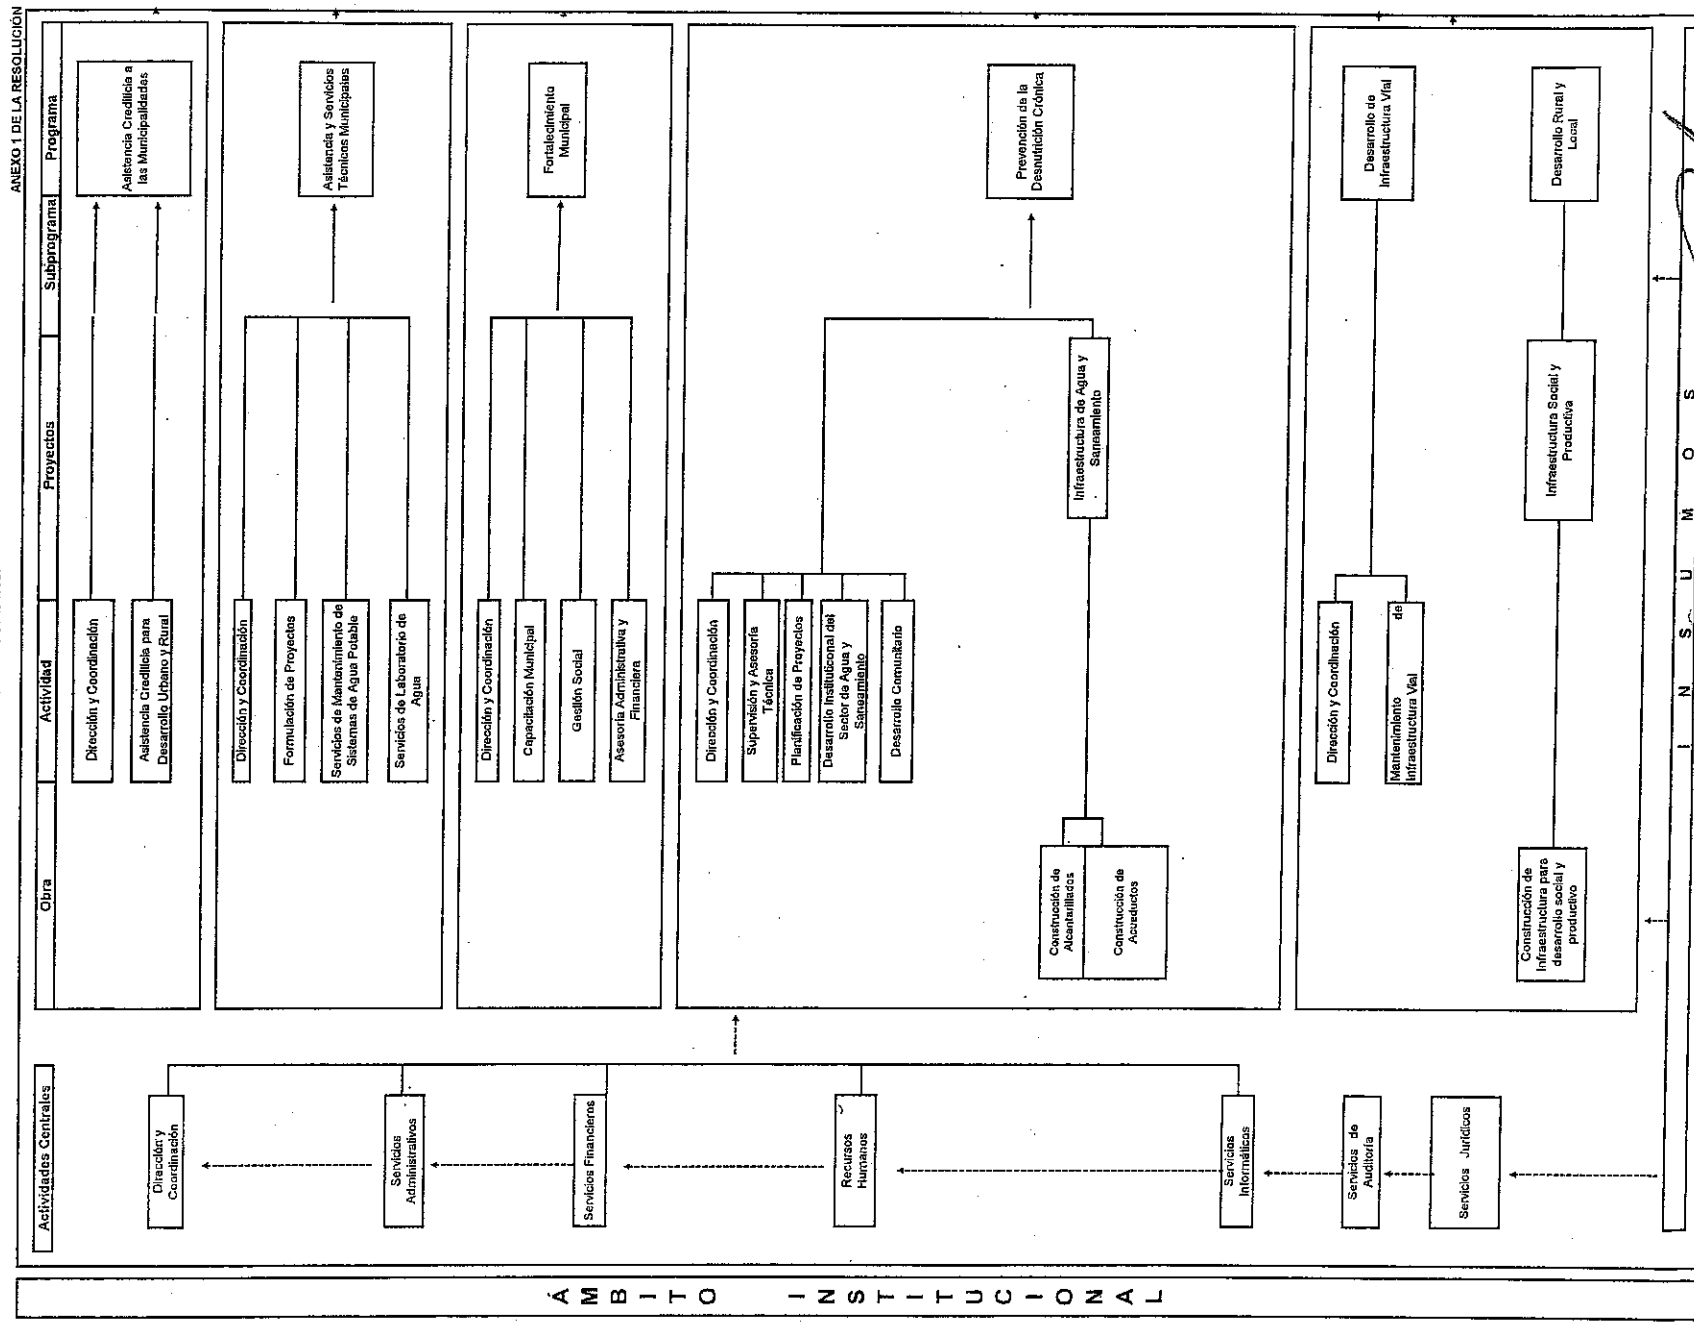 ANEXO 1 DE LA RESOLUCIÓN
Actividades Centrales
Obra
Actividad
Proyectos
Subprograma
Programa
Dirección y
Coordinación
Dirección y Coordinación
Asistencia Crediticia para
Desarrollo Urbano y Rural
Asistencia Crediticia a
las Municipalidades
Servicios
Administrativos
Dirección y Coordinación
Formulación de Proyectos
Servicios de Mantenimiento de
Sistemas de Agua Potable
Servicios de Laboratorio de
Agua
Asistencia y Servicios
Técnicos Municipales
Servicios Financieros
Dirección y Coordinación
Capacitación Municipal
Gestión Social
Asesoría Administrativa y
Financiera
Fortalecimiento
Municipal
Recursos
Humanos
Dirección y Coordinación
Supervisión y Asesoría
Técnica
Planificación de Proyectos
Desarrollo Instituticonal del
Sector de Agua y
Saneamiento
Desarrollo Comunitario
Prevención de la
Desnutrición Crónica
Construcción de
Alcantarillados
Construcción de
Acueductos
Infraestructura de Agua y
Saneamiento
Servicios
Informáticos
Servicios de
Auditoría
Servicios Jurídicos
Dirección y Coordinación
Mantenimiento de
Infraestructura Vial
Desarrollo de
Infraestructura Vial
Construcción de
Infraestructura para
desarrollo social y
productivo
Infraestructura Social y
Productiva
Desarrollo Rural y
Local
I N S U M O S
ÁMBITO INSTITUCIONAL